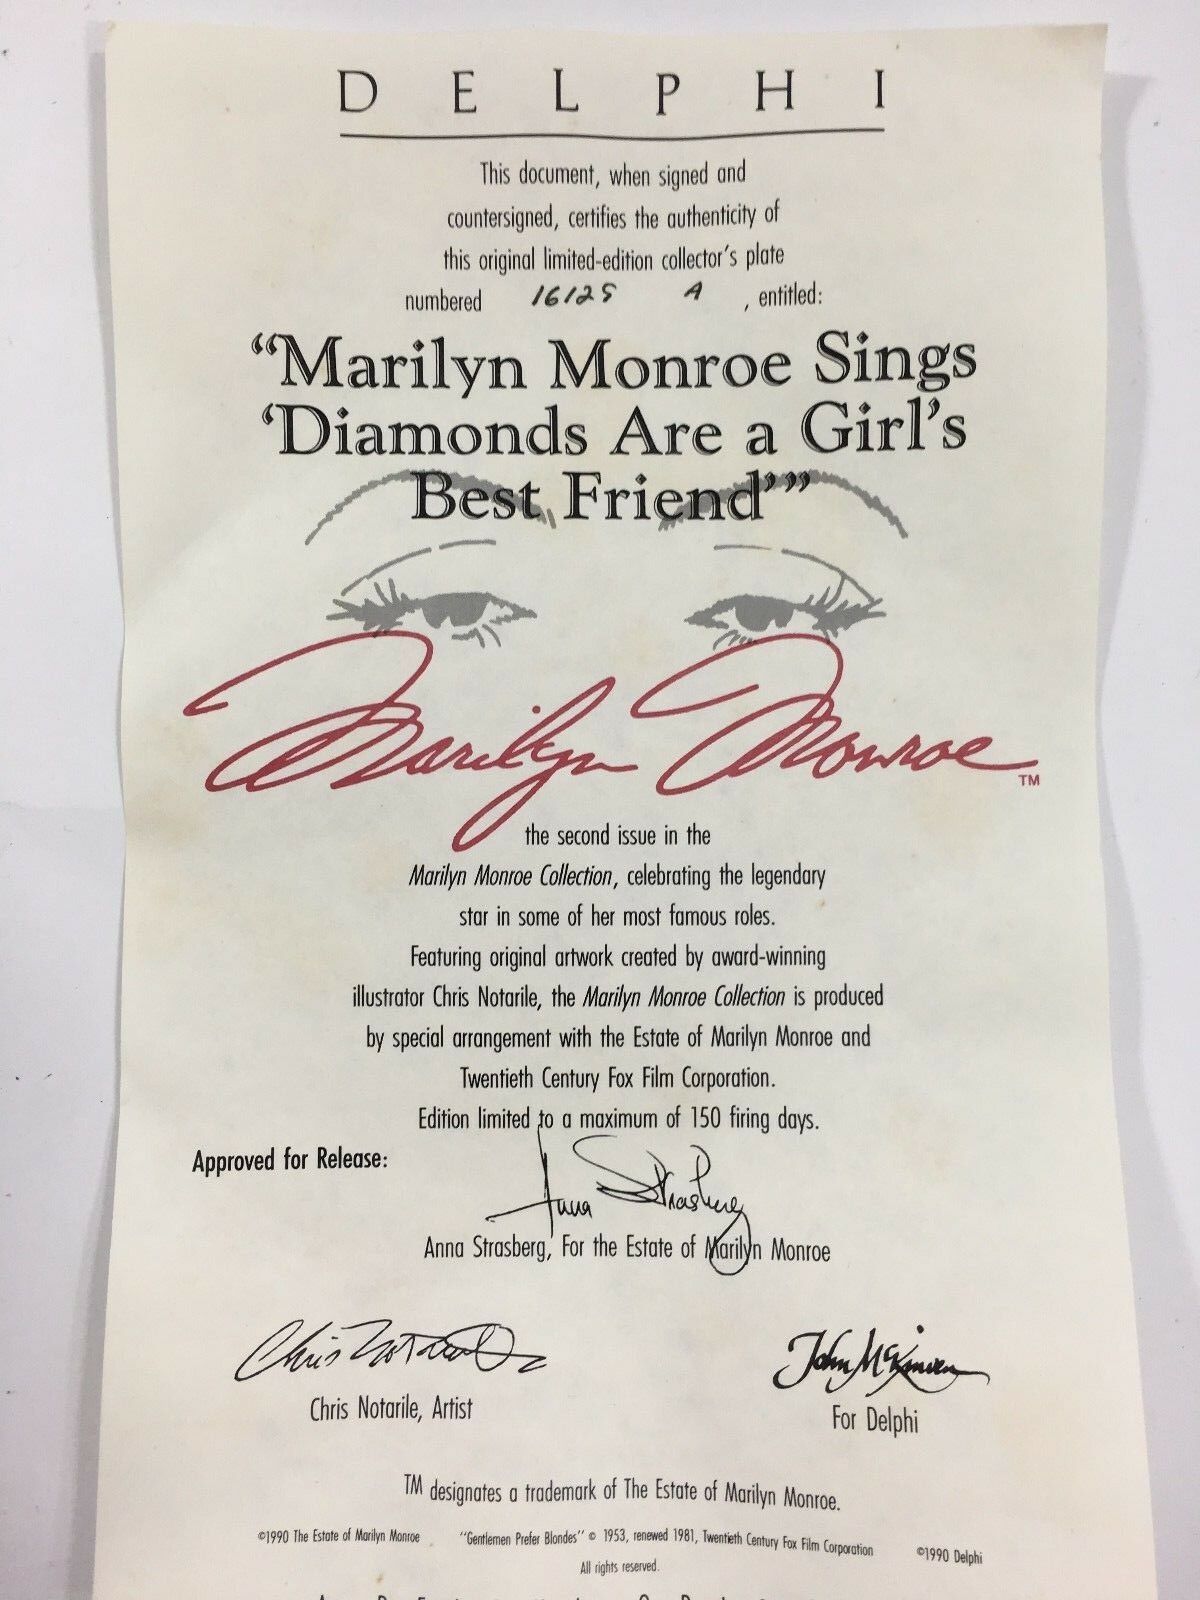 DELPHI
This document, when signed and
countersigned, certifies the authenticity of
this original limited-edition collector's plate
numbered 16125 A , entitled:
“Marilyn Monroe Sings
‘Diamonds Are a Girl’s
Best Friend’”
Marilyn Monroe TM
the second issue in the
Marilyn Monroe Collection, celebrating the legendary
star in some of her most famous roles.
Featuring original artwork created by award-winning
illustrator Chris Notarile, the Marilyn Monroe Collection is produced
by special arrangement with the Estate of Marilyn Monroe and
Twentieth Century Fox Film Corporation.
Edition limited to a maximum of 150 firing days.
Approved for Release:
Anna Strasberg
Anna Strasberg, For the Estate of Marilyn Monroe
Chris Notarile
John McKinven
Chris Notarile, Artist
For Delphi
TM designates a trademark of The Estate of Marilyn Monroe.
©1990 The Estate of Marilyn Monroe "Gentlemen Prefer Blondes" © 1953, renewed 1981, Twentieth Century Fox Film Corporation ©1990 Delphi
All rights reserved.